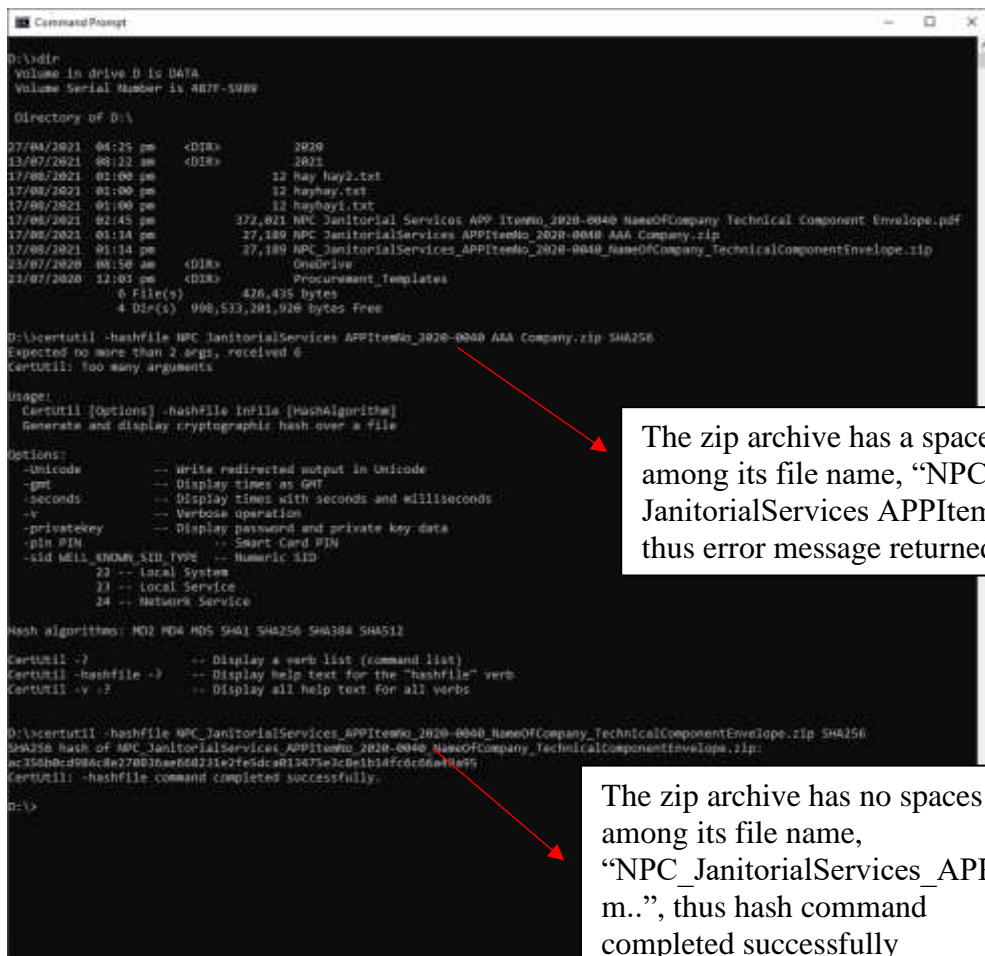 Command Prompt
D:\>dir
Volume in drive D is DATA
Volume Serial Number is
Directory of D:\
27/04/2021 04:25 pm <DIR> 2020
13/07/2021 08:22 am <DIR> 2021
17/08/2021 01:00 pm 12 hay hay2.txt
17/08/2021 01:00 pm 12 hayhay.txt
17/08/2021 01:00 pm 12 hayhay1.txt
17/08/2021 02:45 pm 372,021 NPC Janitorial Services APP ItemNo_2020-0040 NameOfCompany Technical Component Envelope.pdf
17/08/2021 01:14 pm 27,189 NPC JanitorialServices APPItemNo_2020-0040 AAA Company.zip
17/08/2021 01:14 pm 27,189 NPC_JanitorialServices_APPItemNo_2020-0040_NameOfCompany_TechnicalComponentEnvelope.zip
23/07/2020 08:50 am <DIR> OneDrive
23/07/2020 12:03 pm <DIR> Procurement_Templates
6 File(s) 426,435 bytes
4 Dir(s) 998,533,201,920 bytes free
D:\>certutil -hashfile NPC JanitorialServices APPItemNo_2020-0040 AAA Company.zip SHA256
Expected no more than 2 args, received 6
CertUtil: Too many arguments
Usage:
CertUtil [Options] -hashfile InFile [HashAlgorithm]
Generate and display cryptographic hash over a file
Options:
-Unicode -- Write redirected output in Unicode
-gmt -- Display times as GMT
-seconds -- Display times with seconds and milliseconds
-v -- Verbose operation
-privatekey -- Display password and private key data
-pin PIN -- Smart Card PIN
-sid WELL_KNOWN_SID_TYPE -- Numeric SID
22 -- Local System
23 -- Local Service
24 -- Network Service
Hash algorithms: MD2 MD4 MD5 SHA1 SHA256 SHA384 SHA512
CertUtil -? -- Display a verb list (command list)
CertUtil -hashfile -? -- Display help text for the "hashfile" verb
CertUtil -v -? -- Display all help text for all verbs
D:\>certutil -hashfile NPC_JanitorialServices_APPItemNo_2020-0040_NameOfCompany_TechnicalComponentEnvelope.zip SHA256
SHA256 hash of NPC_JanitorialServices_APPItemNo_2020-0040_NameOfCompany_TechnicalComponentEnvelope.zip:
CertUtil: -hashfile command completed successfully.
D:\>
The zip archive has a space
among its file name, “NPC
JanitorialServices APPItem
thus error message returned
The zip archive has no spaces
among its file name,
“NPC_JanitorialServices_API
m..”, thus hash command
completed successfully